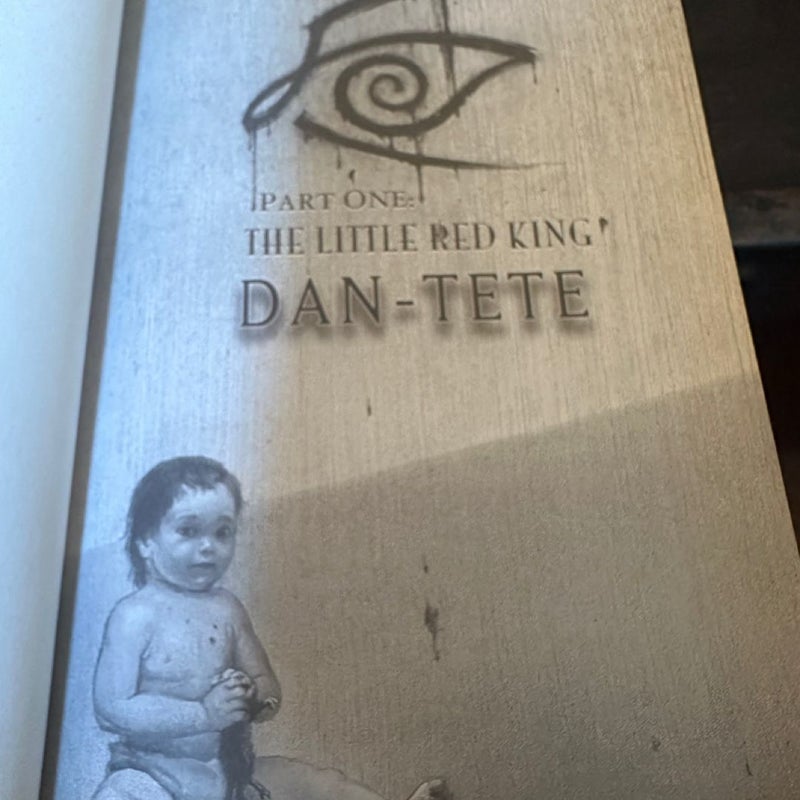 PART ONE:
THE LITTLE RED KING
DAN-TETE